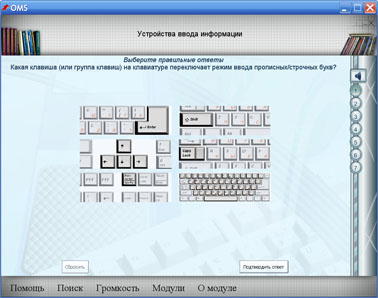 OMS
Устройства ввода информации
Выберите правильные ответы
Какая клавиша (или группа клавиш) на клавиатуре переключает режим ввода прописных/строчных букв?
Enter
Shift
Caps
Lock
1
2
3
4
5
6
7
Сбросить
Подтвердить ответ
Помощь Поиск Громкость Модули О модуле